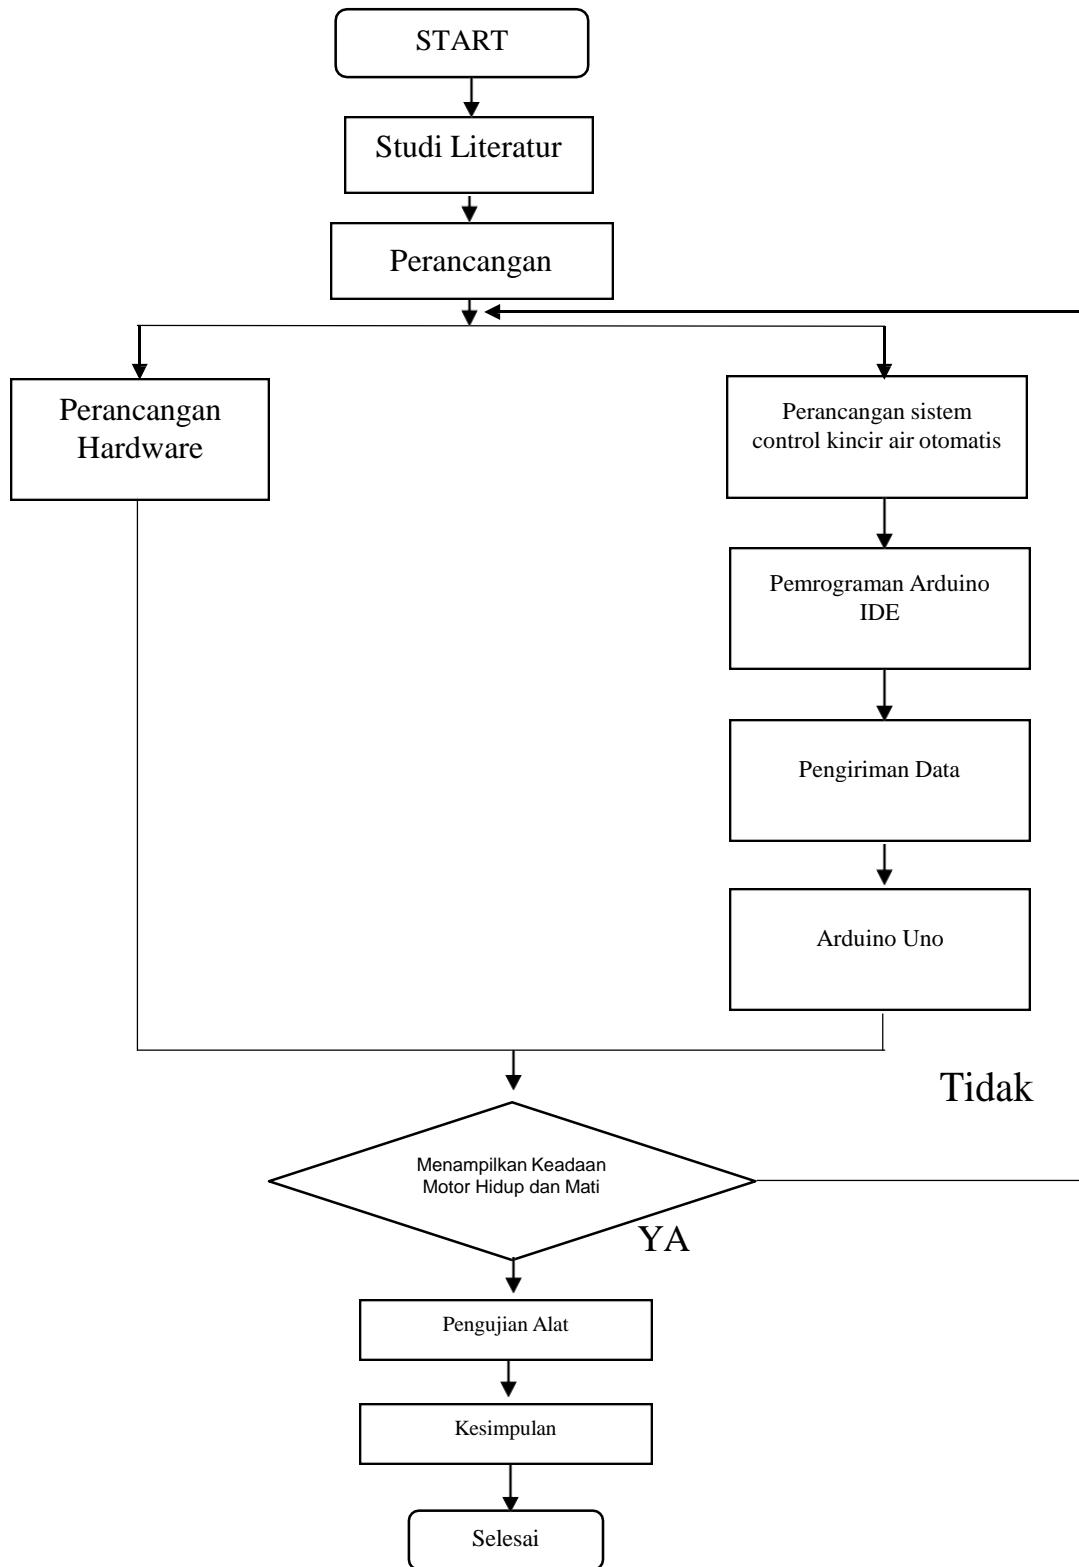 START
Studi Literatur
Perancangan
Perancangan
Hardware
Perancangan sistem
control kincir air otomatis
Pemrograman Arduino
IDE
Pengiriman Data
Arduino Uno
Tidak
Menampilkan Keadaan
Motor Hidup dan Mati
YA
Pengujian Alat
Kesimpulan
Selesai